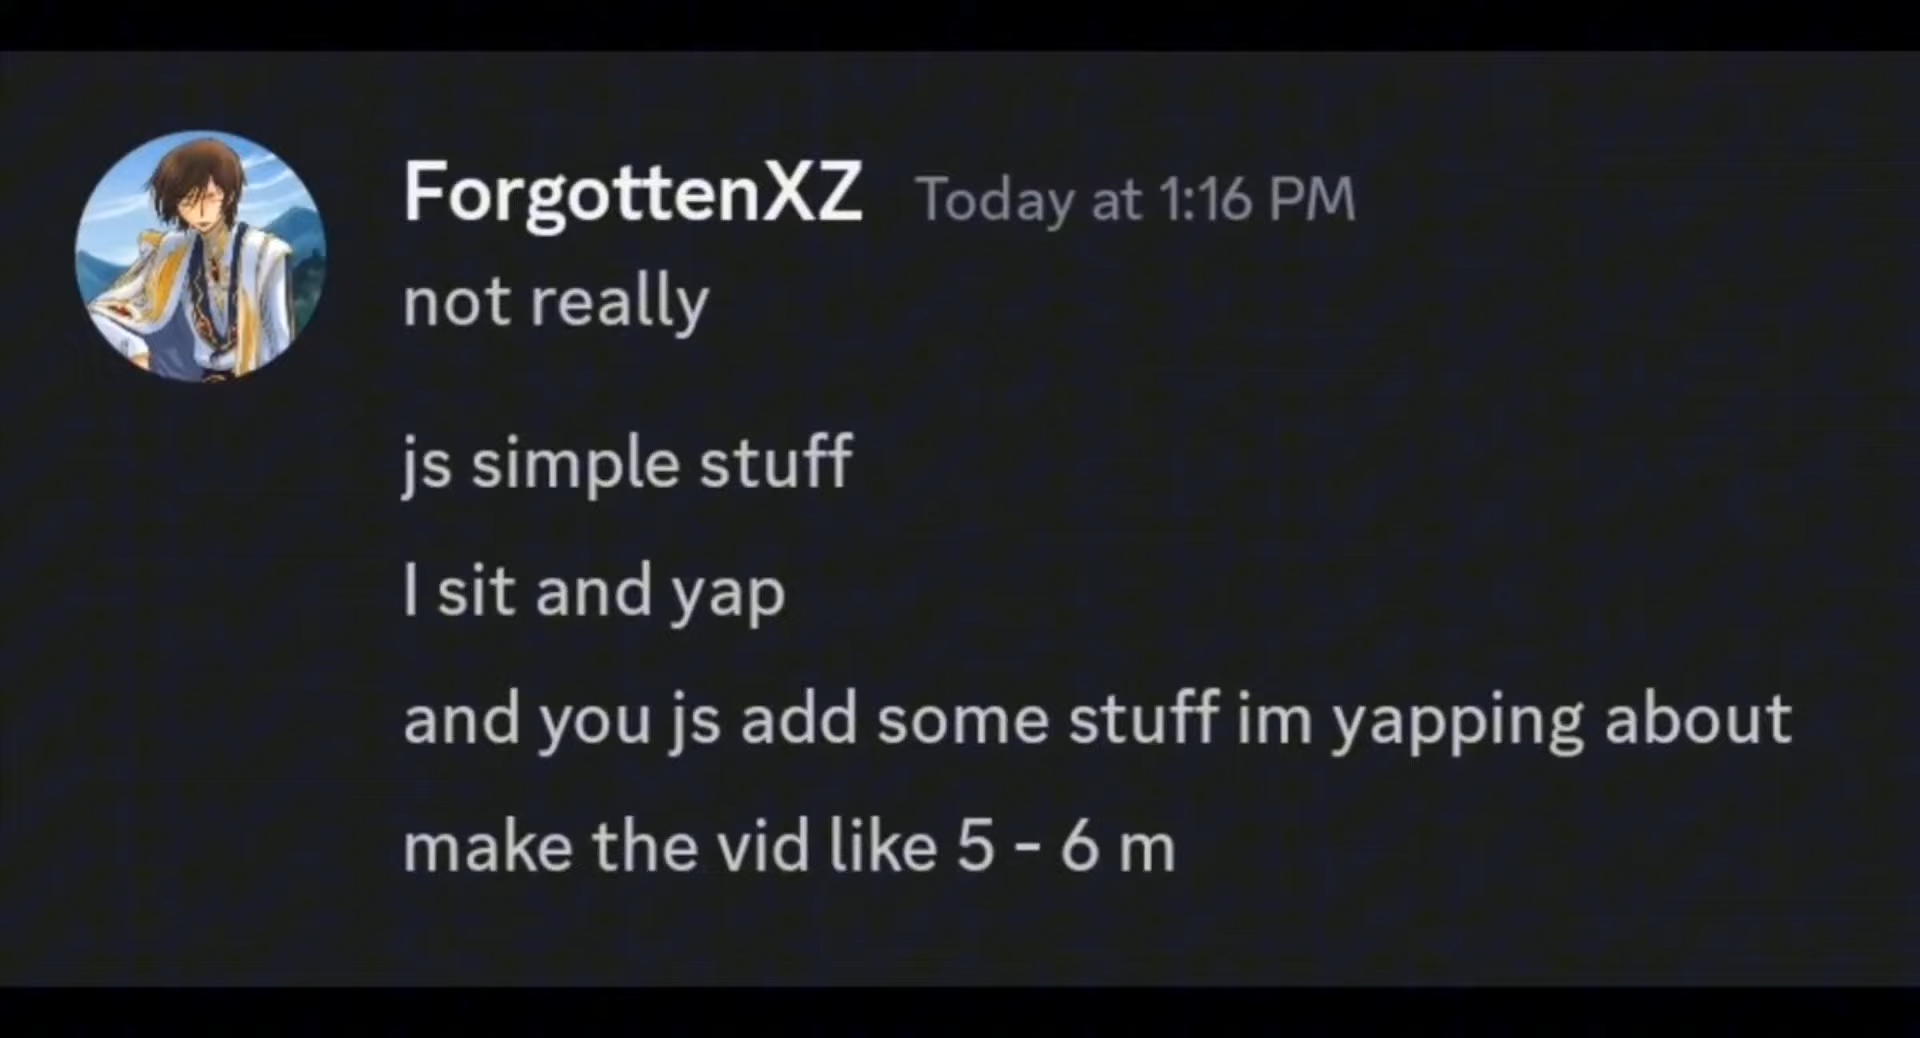 ForgottenXZ Today at 1:16 PM
not really
js simple stuff
I sit and yap
and you js add some stuff im yapping about
make the vid like 5 - 6 m